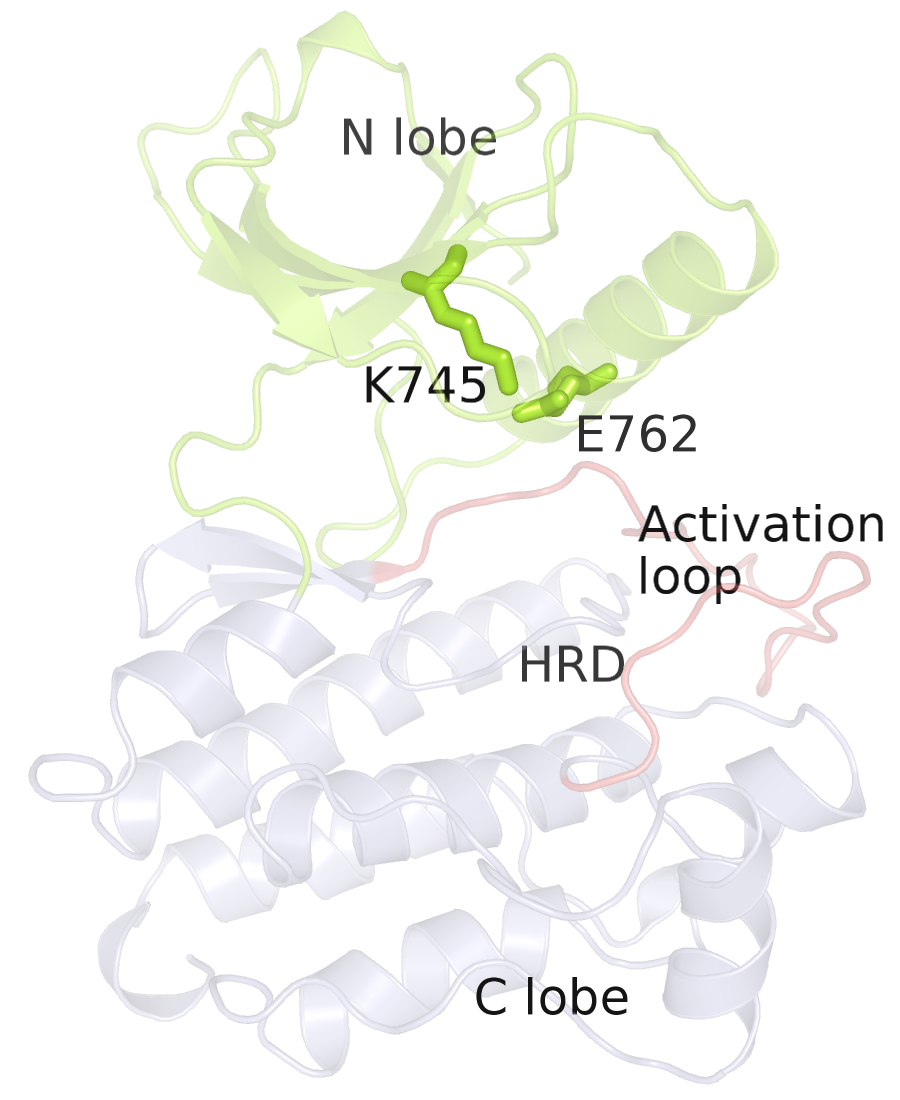 N lobe
K745
E762
Activation
loop
HRD
C lobe